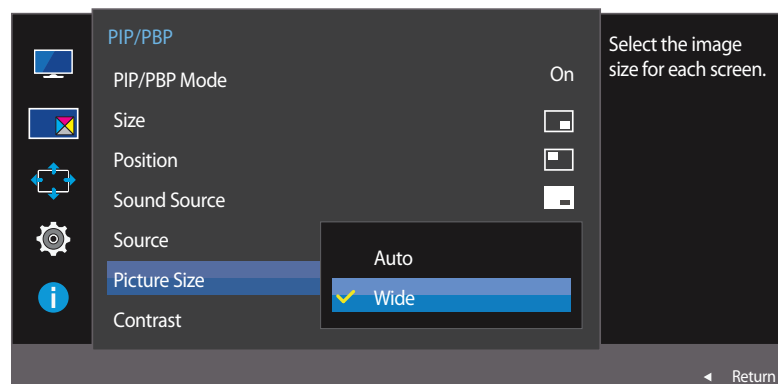 PIP/PBP
PIP/PBP Mode On
Size
Position
Sound Source
Source
Picture Size
Contrast
Auto
Wide
Select the image
size for each screen.
Return